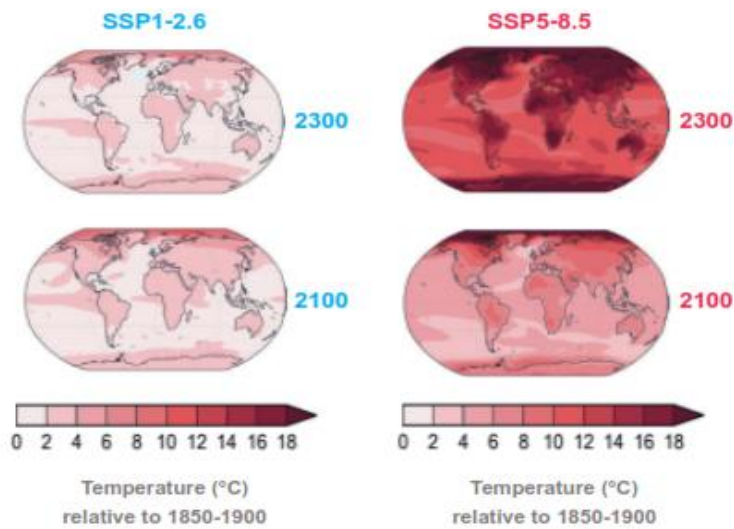 SSP1-2.6
SSP5-8.5
2300
2300
2100
2100
0 2 4 6 8 10 12 14 16 18
0 2 4 6 8 10 12 14 16 18
Temperature (°C)
relative to 1850-1900
Temperature (°C)
relative to 1850-1900